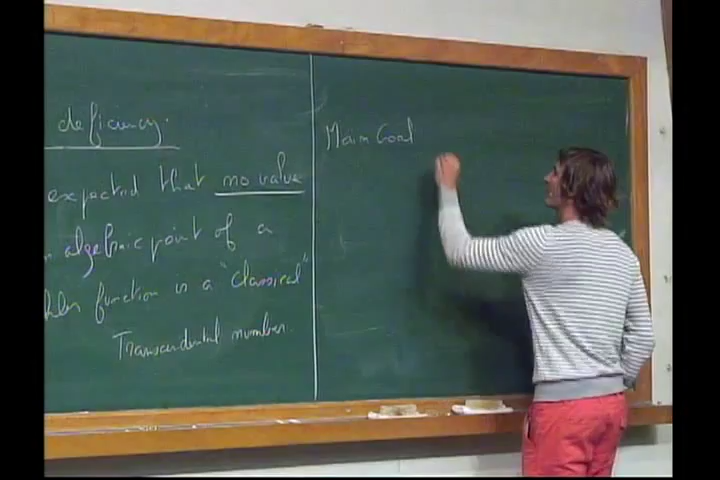 deficiency.
expected that no value
algebraic point of a
function is a "classical"
Transcendental number.
Main Goal